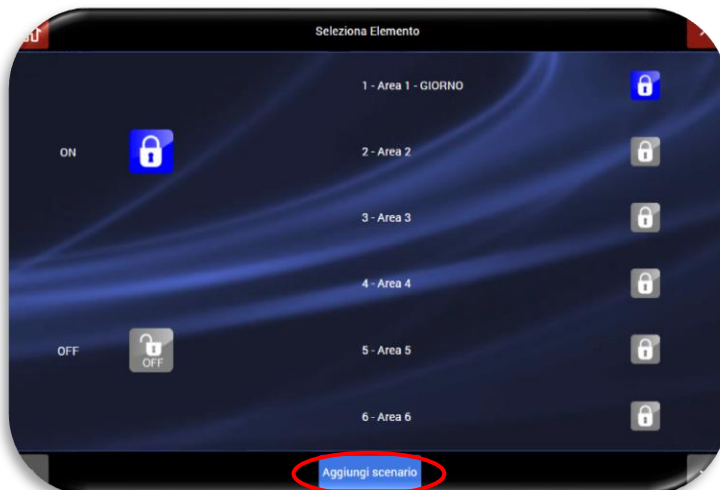 Seleziona Elemento
1 - Area 1 - GIORNO
ON
2 - Area 2
3 - Area 3
4 - Area 4
OFF
OFF
5 - Area 5
6 - Area 6
Aggiungi scenario